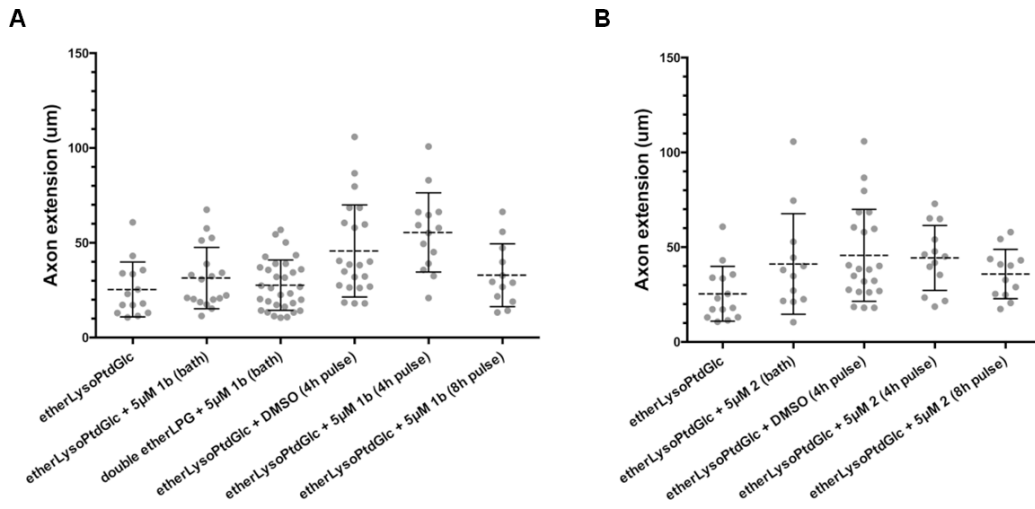 A
B
Axon extension (um)
150
100
50
0
etherLysoPtdGlc
etherLysoPtdGlc + 5µM 1b (bath)
double etherLPG + 5µM 1b (bath)
etherLysoPtdGlc + DMSO (4h pulse)
etherLysoPtdGlc + 5µM 1b (4h pulse)
etherLysoPtdGlc + 5µM 1b (8h pulse)
Axon extension (um)
150
100
50
0
etherLysoPtdGlc
etherLysoPtdGlc + 5µM 2 (bath)
etherLysoPtdGlc + DMSO (4h pulse)
etherLysoPtdGlc + 5µM 2 (4h pulse)
etherLysoPtdGlc + 5µM 2 (8h pulse)